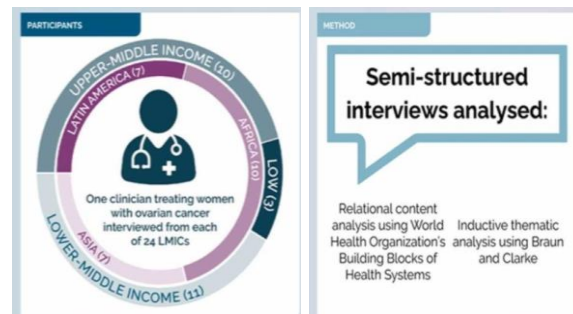 PARTICIPANTS
UPPER-MIDDLE INCOME (10)
LATIN AMERICA (7)
AFRICA (10)
LOW (3)
One clinician treating women
with ovarian cancer
interviewed from each
of 24 LMICs
ASIA (7)
LOWER-MIDDLE INCOME (11)
METHOD
Semi-structured
interviews analysed:
Relational content
analysis using World
Health Organization's
Building Blocks of
Health Systems
Inductive thematic
analysis using Braun
and Clarke